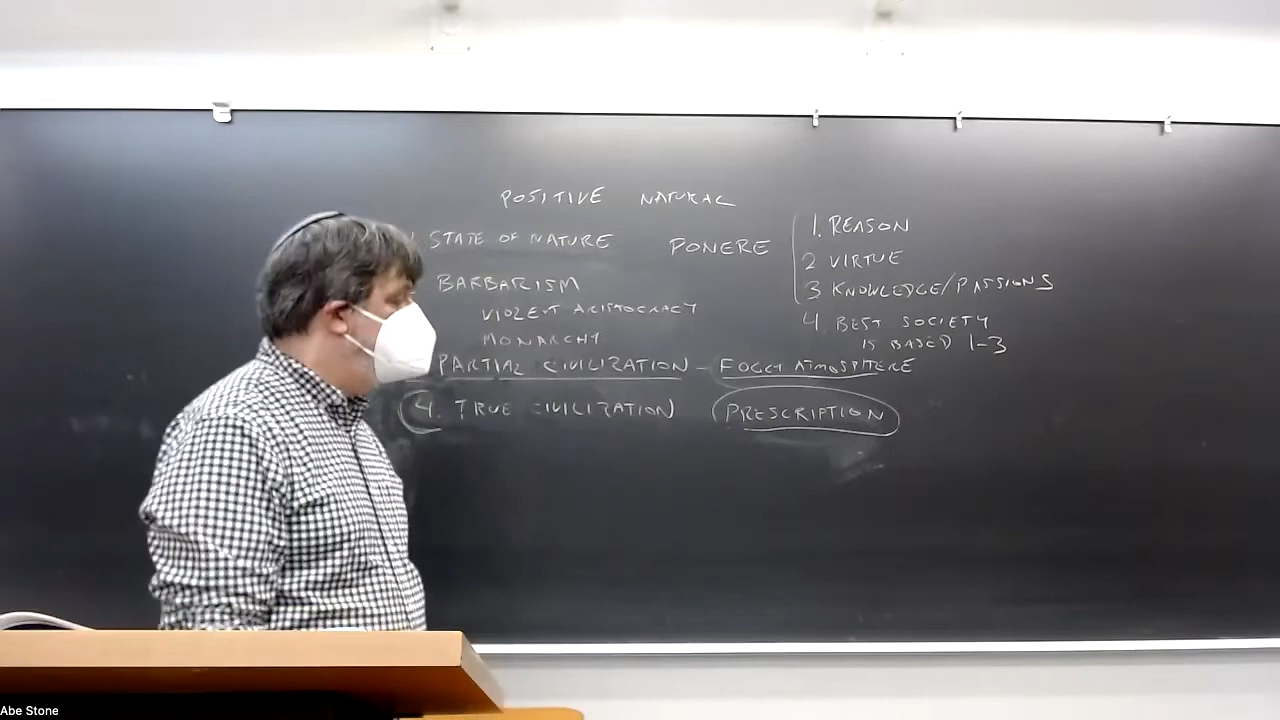 POSITIVE NATURAL
STATE OF NATURE
PONERE
BARBARISM
VIOLENT ARISTOCRACY
MONARCHY
PARTIAL CIVILIZATION - FOGGY ATMOSPHERE
4. TRUE CIVILIZATION
PRESCRIPTION
1. REASON
2 VIRTUE
3 KNOWLEDGE/PASSIONS
4. BEST SOCIETY
IS BASED 1-3
Abe Stone